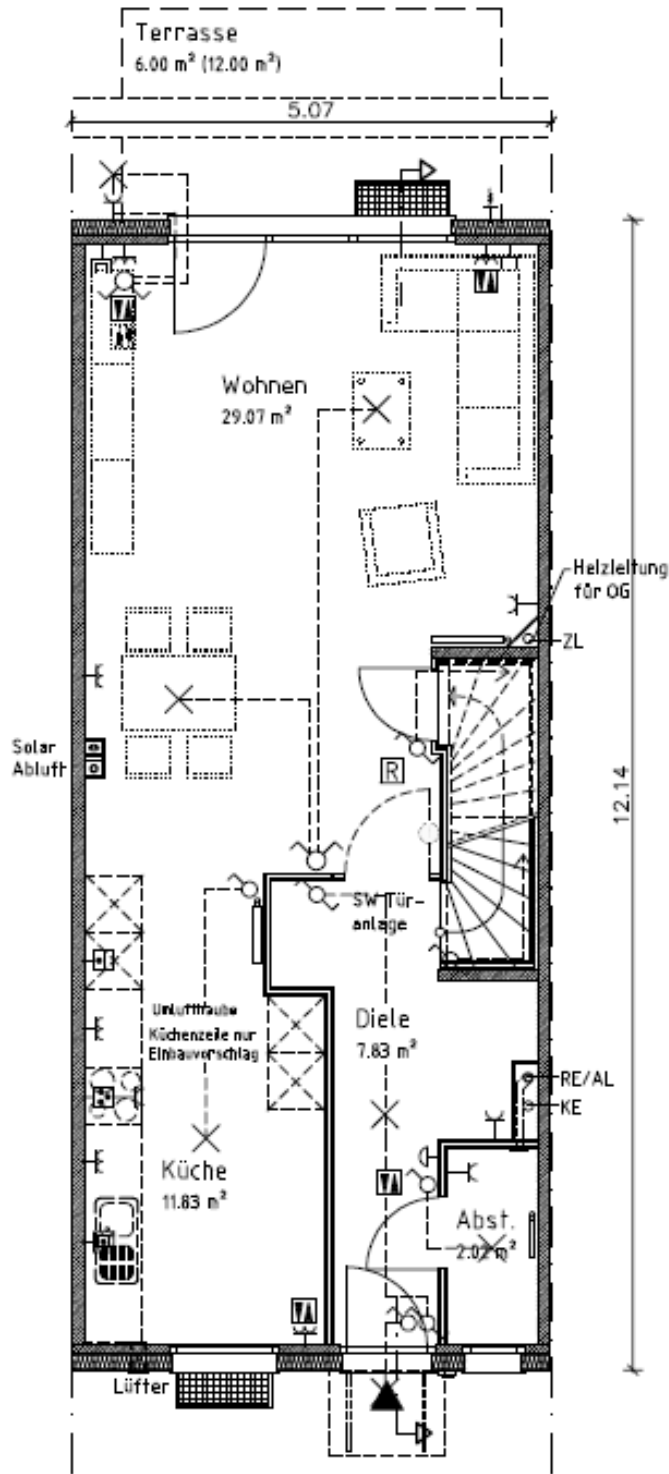 Terrasse
6.00 m² (12.00 m²)
5.07
Wohnen
29.07 m²
Heizleitung
für OG
ZL
Solar
Abluft
R
12.14
SW Tür-
anlage
Umlufthaube
Küchenzeile nur
Einbauvorschlag
Diele
7.83 m²
RE/AL
KE
Küche
11.83 m²
Abst.
2.02 m²
Lüfter